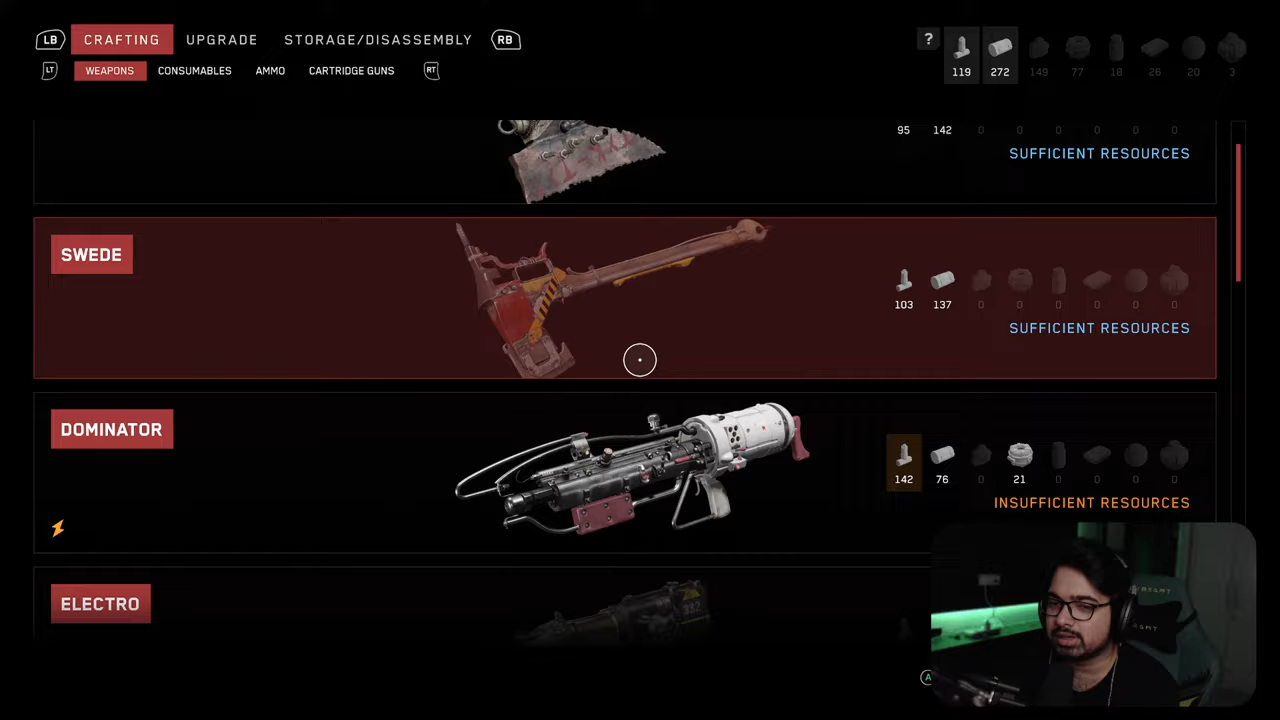 LB CRAFTING UPGRADE STORAGE/DISASSEMBLY RB
LT WEAPONS CONSUMABLES AMMO CARTRIDGE GUNS RT
?
119 272 149 77 18 26 20 3
95 142 0 0 0 0 0 0
SUFFICIENT RESOURCES
SWEDE
103 137 0 0 0 0 0 0
SUFFICIENT RESOURCES
DOMINATOR
142 76 0 21 0 0 0 0
INSUFFICIENT RESOURCES
ELECTRO
A